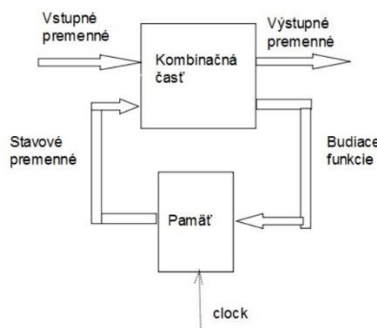 Vstupné
premenné
Výstupné
premenné
Kombinačná
časť
Stavové
premenné
Budiace
funkcie
Pamäť
clock